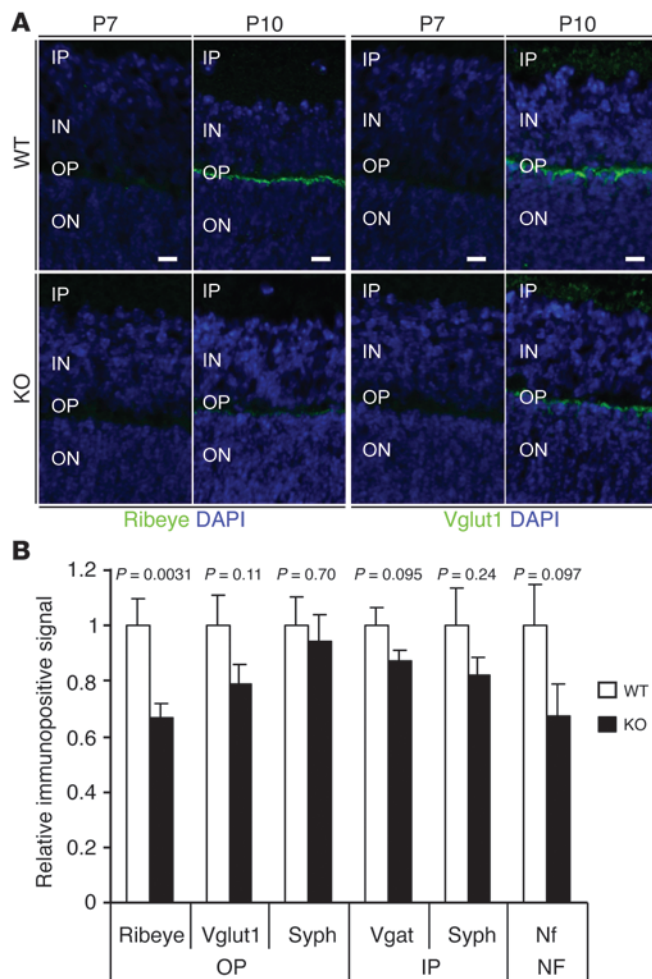 A
P7 P10 P7 P10
WT
IP IP IP IP
IN IN IN IN
OP OP OP OP
ON ON ON ON
KO
IP IP IP IP
IN IN IN IN
OP OP OP OP
ON ON ON ON
Ribeye DAPI Vglut1 DAPI
B
Relative immunopositive signal
1.2
1
0.8
0.6
0.4
0.2
0
P = 0.0031 P = 0.11 P = 0.70 P = 0.095 P = 0.24 P = 0.097
WT
KO
Ribeye Vglut1 Syph Vgat Syph Nf
OP IP NF